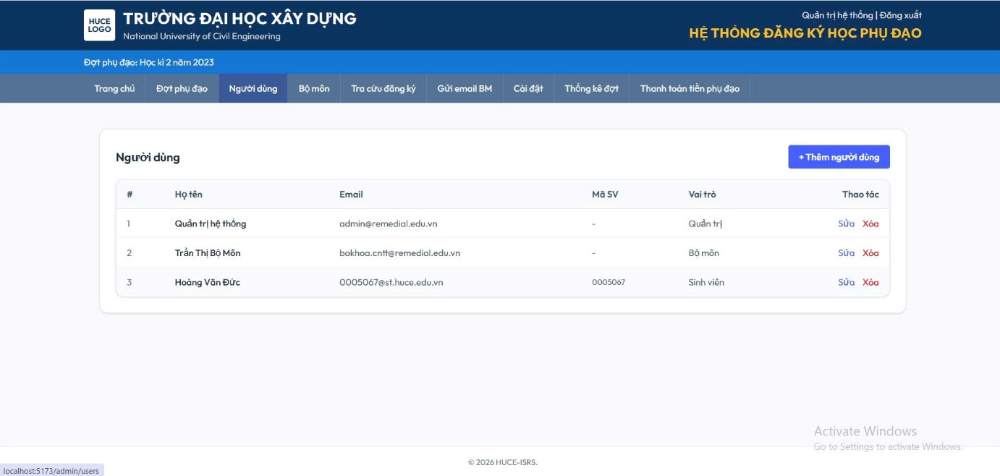 HUCE
LOGO
TRƯỜNG ĐẠI HỌC XÂY DỰNG
National University of Civil Engineering
Quản trị hệ thống | Đăng xuất
HỆ THỐNG ĐĂNG KÝ HỌC PHỤ ĐẠO
Đợt phụ đạo: Học kì 2 năm 2023
Trang chủ Đợt phụ đạo Người dùng Bộ môn Tra cứu đăng ký Gửi email BM Cài đặt Thống kê đợt Thanh toán tiền phụ đạo
Người dùng + Thêm người dùng
# Họ tên Email Mã SV Vai trò Thao tác
1 Quản trị hệ thống admin@remedial.edu.vn - Quản trị Sửa Xóa
2 Trần Thị Bộ Môn bokhoa.cntt@remedial.edu.vn - Bộ môn Sửa Xóa
3 Hoàng Văn Đức 0005067@st.huce.edu.vn 0005067 Sinh viên Sửa Xóa
Activate Windows
Go to Settings to activate Windows.
© 2026 HUCE-ISRS.
localhost:5173/admin/users